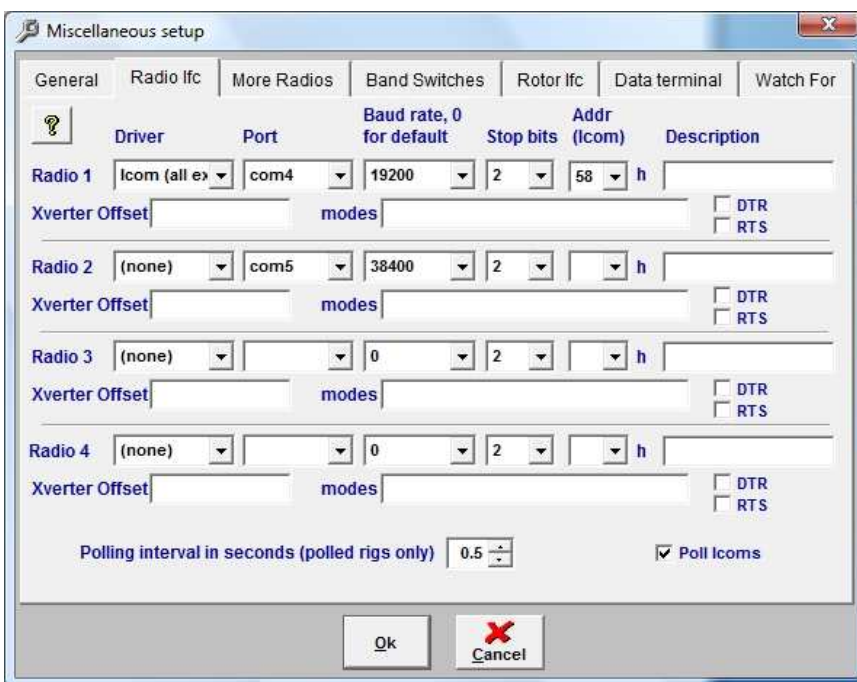 Miscellaneous setup
General Radio Ifc More Radios Band Switches Rotor Ifc Data terminal Watch For
? Driver Port Baud rate, 0 for default Stop bits Addr (Icom) Description
Radio 1 Icom (all ex com4 19200 2 58 h
Xverter Offset modes DTR
RTS
Radio 2 (none) com5 38400 2 h
Xverter Offset modes DTR
RTS
Radio 3 (none) 0 2 h
Xverter Offset modes DTR
RTS
Radio 4 (none) 0 2 h
Xverter Offset modes DTR
RTS
Polling interval in seconds (polled rigs only) 0.5 Poll Icoms
Ok Cancel